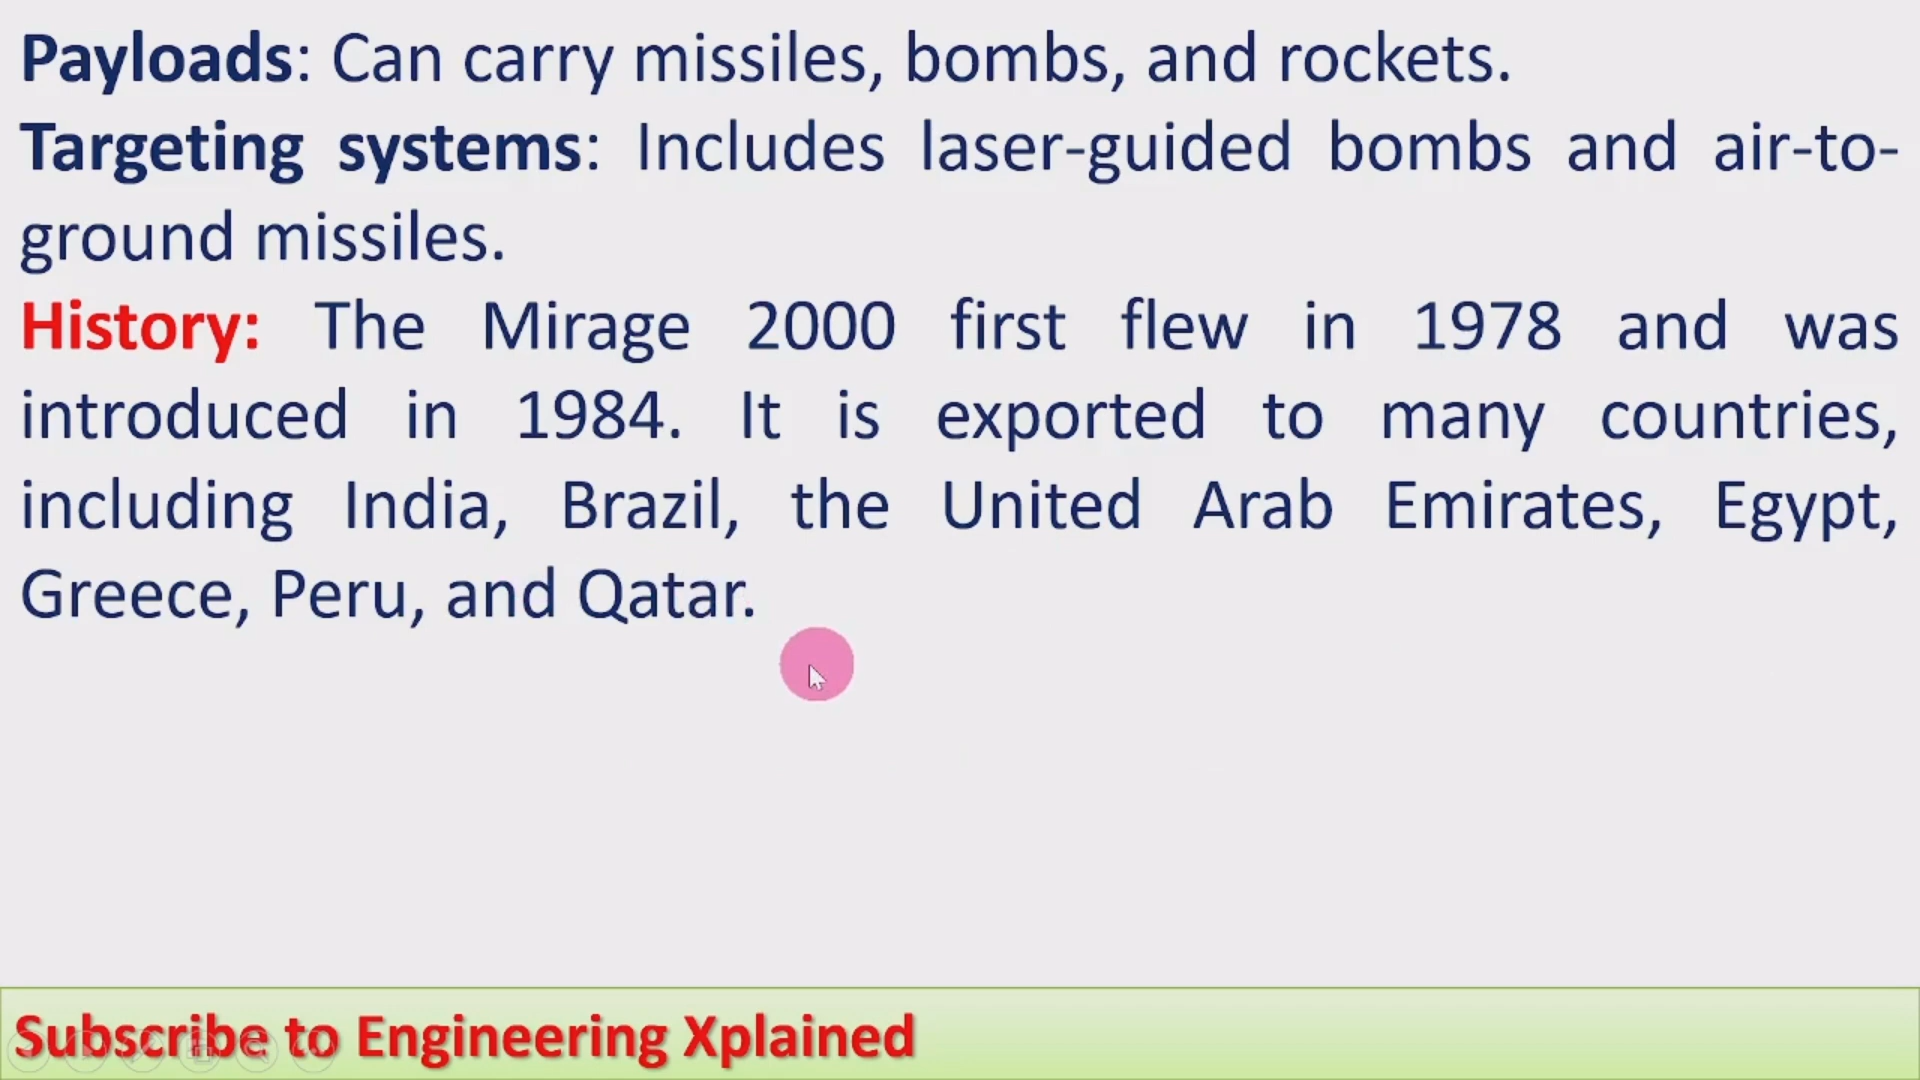 Payloads: Can carry missiles, bombs, and rockets.
Targeting systems: Includes laser-guided bombs and air-to-
ground missiles.
History: The Mirage 2000 first flew in 1978 and was
introduced in 1984. It is exported to many countries,
including India, Brazil, the United Arab Emirates, Egypt,
Greece, Peru, and Qatar.
Subscribe to Engineering Xplained